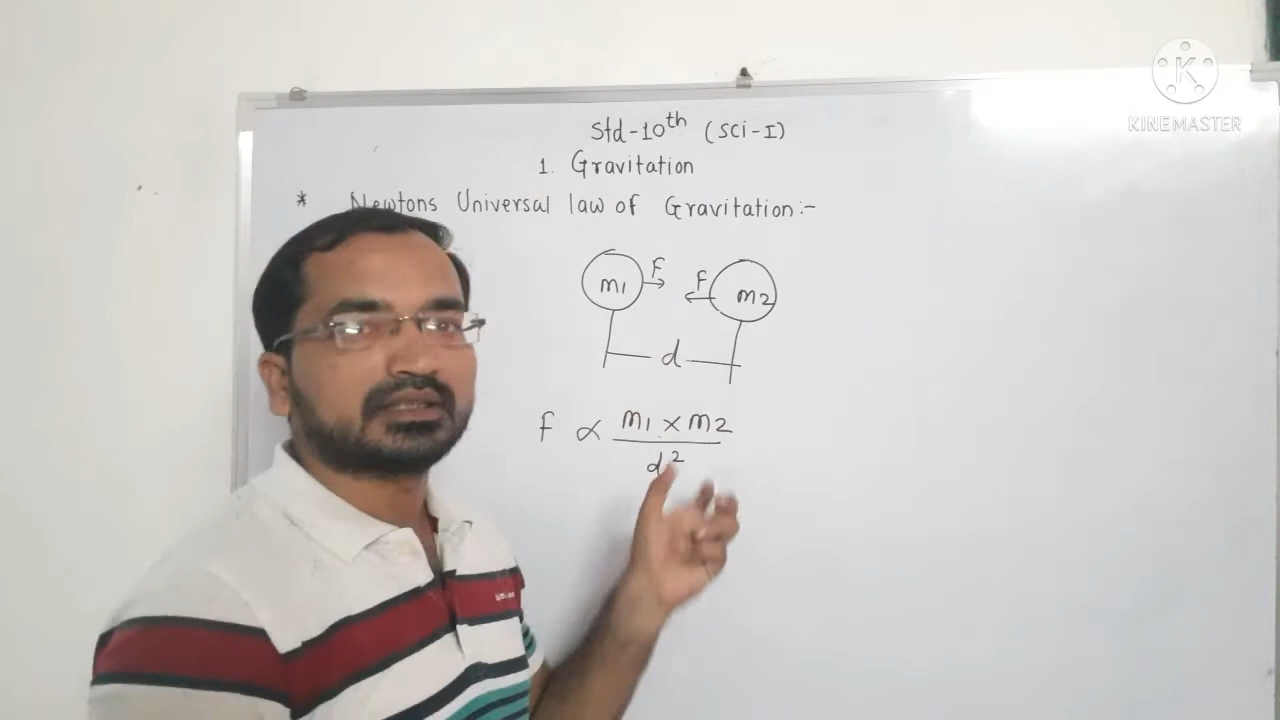 Std-10th (SCI-I)
1. Gravitation
* Newtons Universal law of Gravitation:-
m1 F F m2
d
F ∝ m1 × m2
d²
KINEMASTER